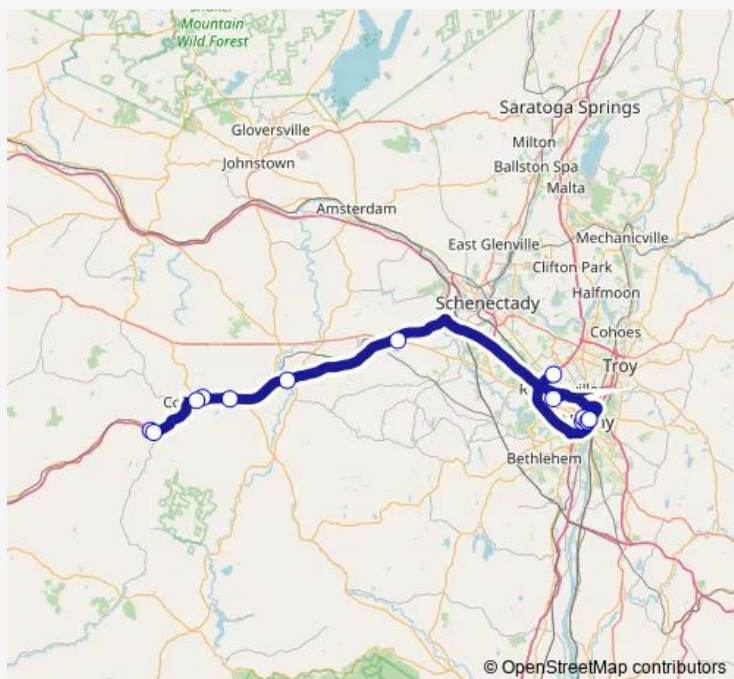 Mountain
Wild Forest
Saratoga Springs
Gloversville
Milton
Johnstown
Ballston Spa
Malta
Amsterdam
Mechanicville
East Glenville
Clifton Park
Halfmoon
Schenectady
Cohoes
Troy
Bethlehem
© OpenStreetMap contributors